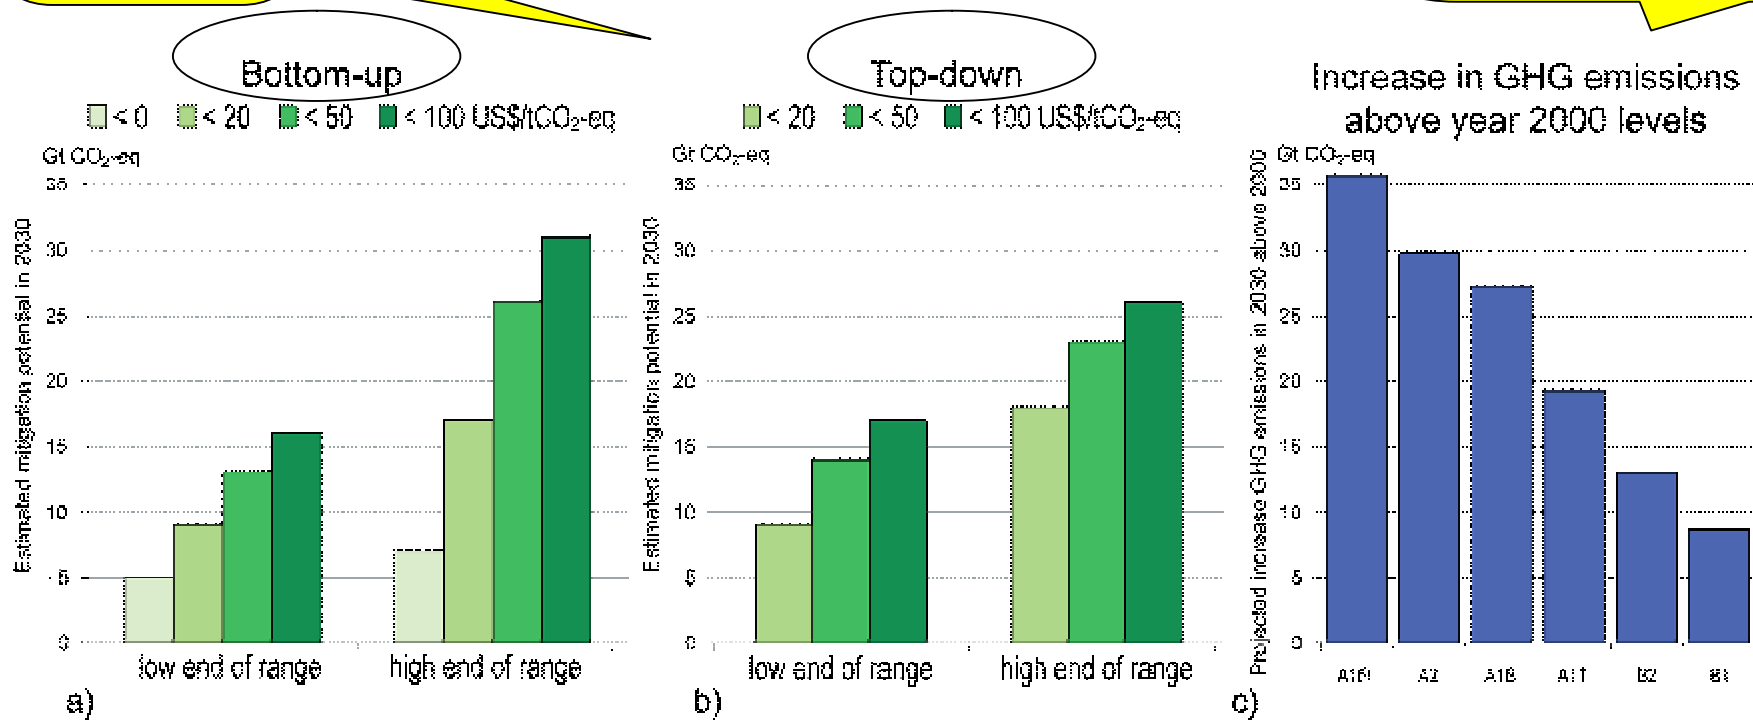 Bottom-up
< 0 < 20 < 50 < 100 US$/tCO₂-eq
Gt CO₂-eq
35
30
25
20
15
10
5
0
Estimated mitigation potential in 2030
low end of range high end of range
a)
Top-down
< 20 < 50 < 100 US$/tCO₂-eq
Gt CO₂-eq
35
30
25
20
15
10
5
0
Estimated mitigation potential in 2030
low end of range high end of range
b)
Increase in GHG emissions
above year 2000 levels
Gt CO₂-eq
35
30
25
20
15
10
5
0
Projected increase GHG emissions in 2030 above 2000
A2 A1B A1T B2 B1
c)